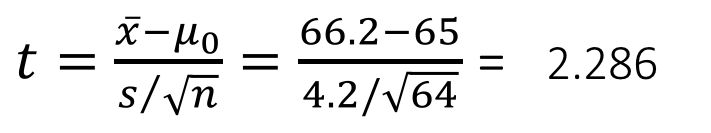 t = x̄−μ₀ / s/√n = 66.2−65 / 4.2/√64 = 2.286